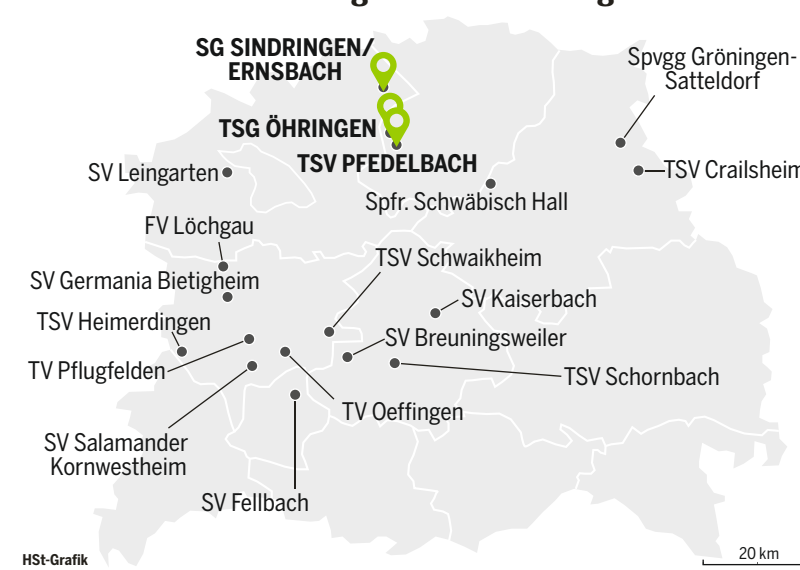 SG SINDRINGEN/
ERNSBACH
Spvgg Gröningen-
Satteldorf
TSG ÖHRINGEN
TSV PFEDELBACH
SV Leingarten
TSV Crailsheim
Spfr. Schwäbisch Hall
FV Löchgau
TSV Schwaikheim
SV Germania Bietigheim
SV Kaiserbach
TSV Heimerdingen
SV Breuningsweiler
TV Pflugfelden
TSV Schornbach
TV Oeffingen
SV Salamander
Kornwestheim
SV Fellbach
HSt-Grafik
20 km